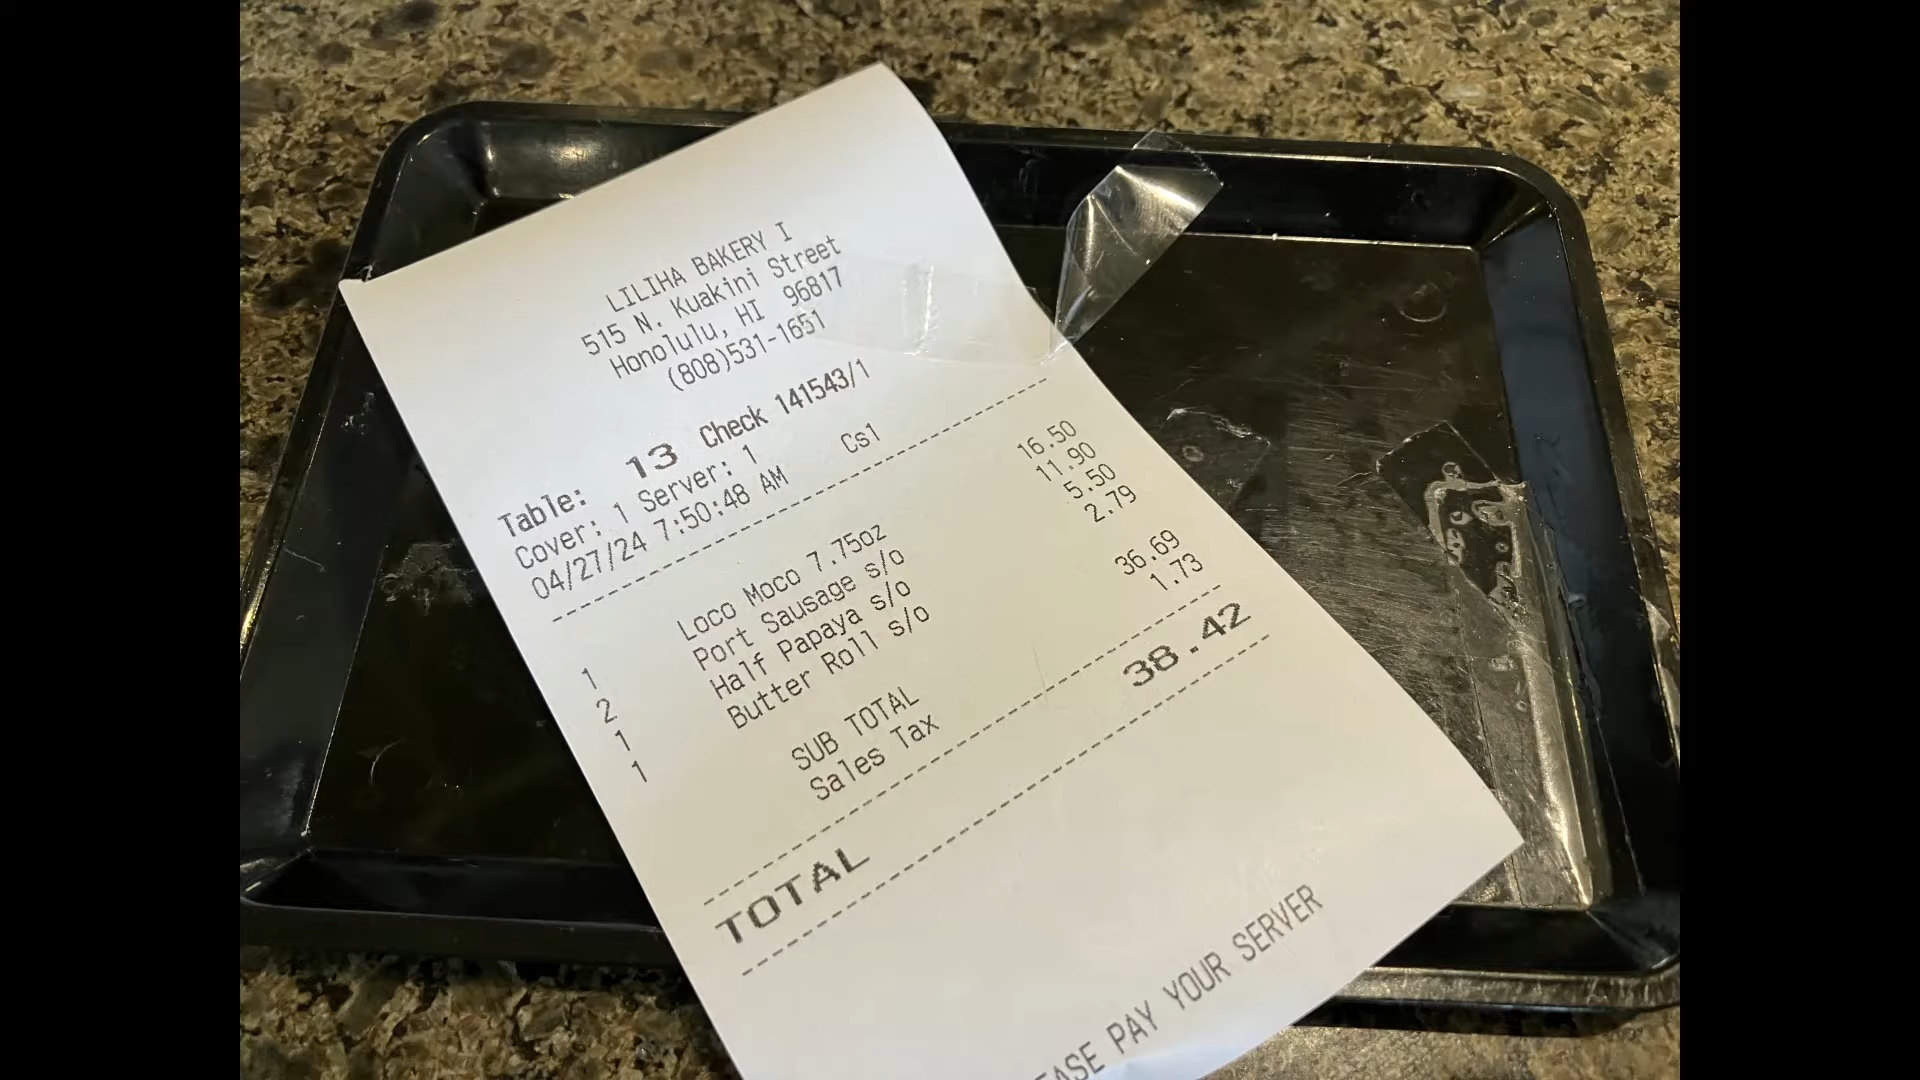 LILIHA BAKERY I
515 N. Kuakini Street
Honolulu, HI 96817
(808)531-1651
Table: 13 Check 141543/1
Cover: 1 Server: 1 Cs1
04/27/24 7:50:48 AM
1 Loco Moco 7.75oz 16.50
2 Port Sausage s/o 11.90
1 Half Papaya s/o 5.50
1 Butter Roll s/o 2.79
SUB TOTAL 36.69
Sales Tax 1.73
TOTAL 38.42
EASE PAY YOUR SERVER